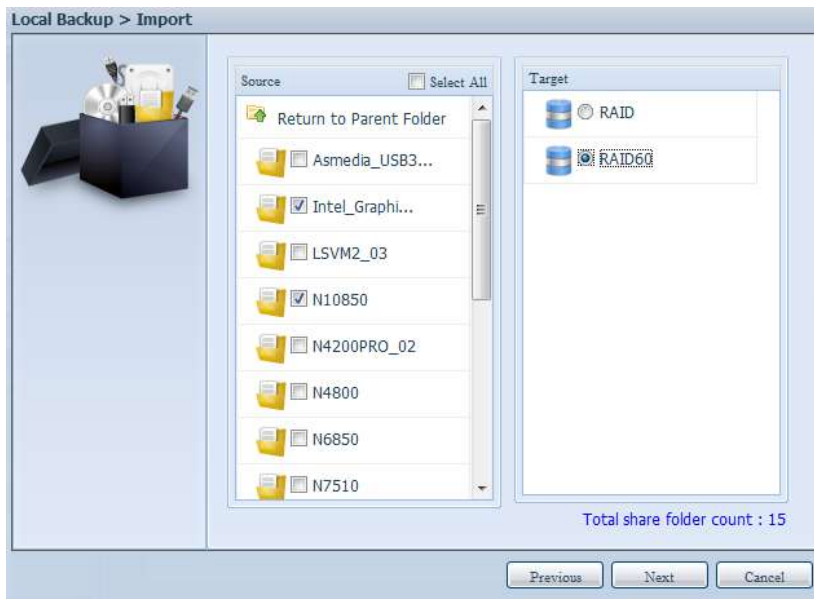 Local Backup > Import
Source
Select All
Return to Parent Folder
Asmedia_USB3...
Intel_Graphi...
LSVM2_03
N10850
N4200PRO_02
N4800
N6850
N7510
Target
RAID
RAID60
Total share folder count : 15
Previous
Next
Cancel